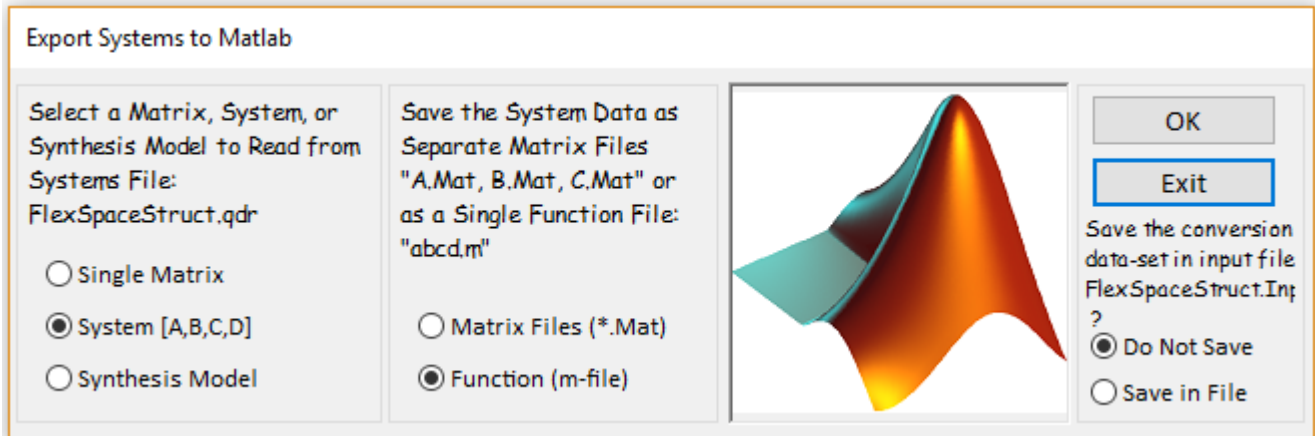 Export Systems to Matlab
Select a Matrix, System, or
Synthesis Model to Read from
Systems File:
FlexSpaceStruct.qdr
Single Matrix
System [A,B,C,D]
Synthesis Model
Save the System Data as
Separate Matrix Files
"A.Mat, B.Mat, C.Mat" or
as a Single Function File:
"abcd.m"
Matrix Files (*.Mat)
Function (m-file)
OK
Exit
Save the conversion
data-set in input file
FlexSpaceStruct.Inp
?
Do Not Save
Save in File